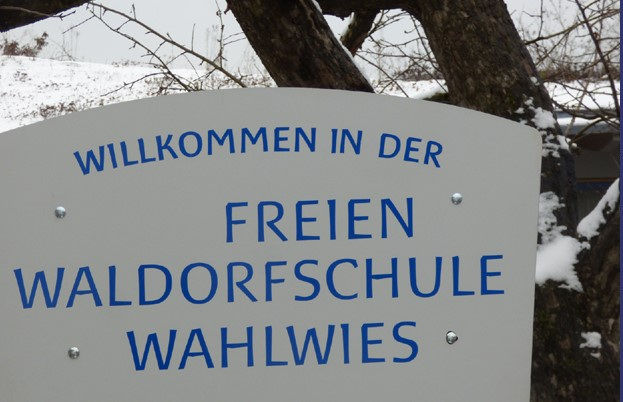 WILLKOMMEN IN DER
FREIEN
WALDORFSCHULE
WAHLWIES